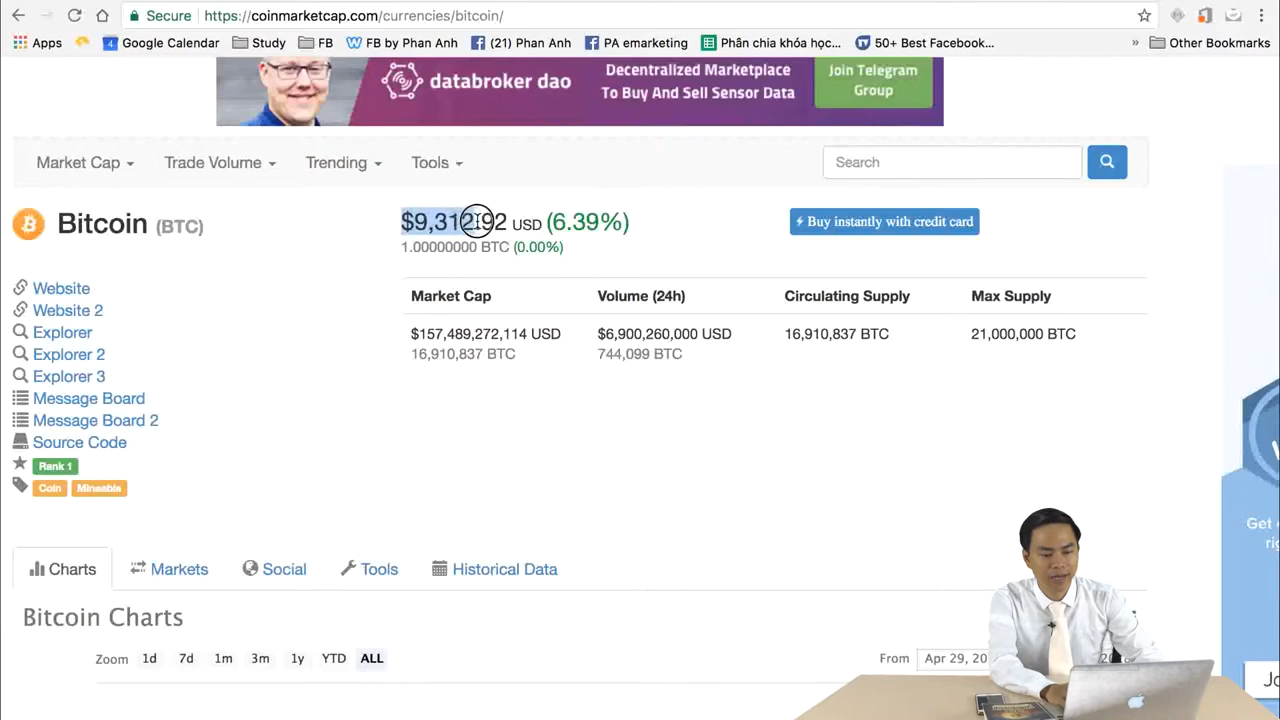 Secure https://coinmarketcap.com/currencies/bitcoin/
Apps Google Calendar Study FB FB by Phan Anh (21) Phan Anh PA emarketing Phân chia khóa học... 50+ Best Facebook... » Other Bookmarks
databroker dao
Decentralized Marketplace
To Buy And Sell Sensor Data
Join Telegram
Group
Market Cap Trade Volume Trending Tools Search
Bitcoin (BTC) $9,312.92 USD (6.39%) Buy instantly with credit card
1.00000000 BTC (0.00%)
Website
Website 2
Explorer
Explorer 2
Explorer 3
Message Board
Message Board 2
Source Code
Rank 1
Coin Mineable
Market Cap Volume (24h) Circulating Supply Max Supply
$157,489,272,114 USD $6,900,260,000 USD 16,910,837 BTC 21,000,000 BTC
16,910,837 BTC 744,099 BTC
Get
Charts Markets Social Tools Historical Data
Bitcoin Charts
Zoom 1d 7d 1m 3m 1y YTD ALL From Apr 29, 20